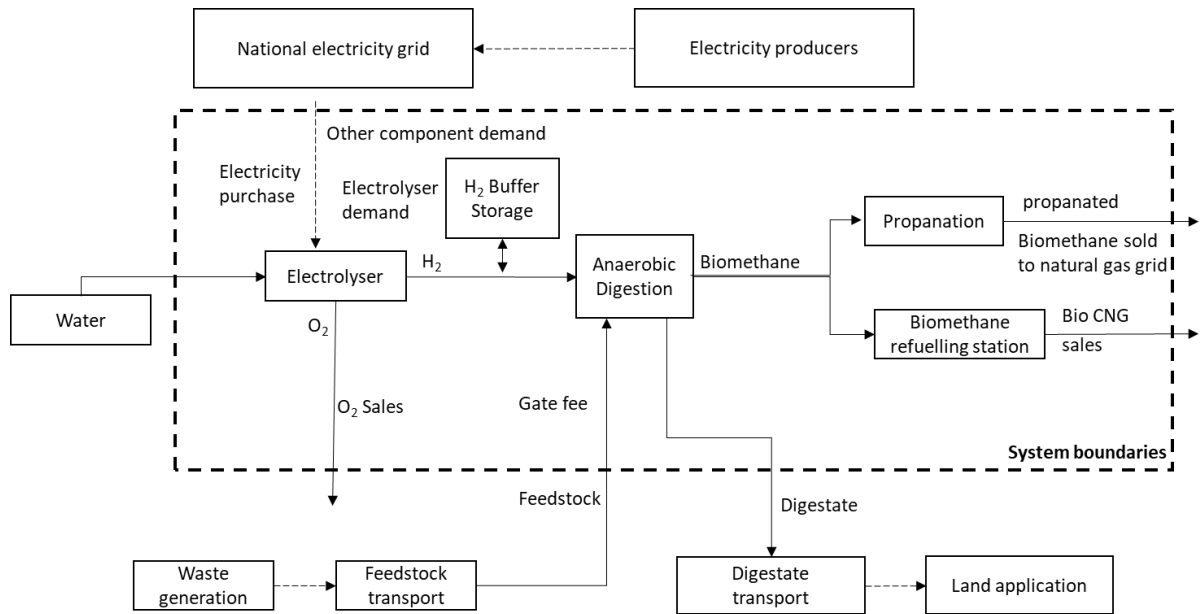 National electricity grid
Electricity producers
Other component demand
Electricity
purchase
Electrolyser
demand
H₂ Buffer
Storage
Propanation
propanated
Biomethane sold
to natural gas grid
Electrolyser
H₂
Anaerobic
Digestion
Biomethane
Water
O₂
Biomethane
refuelling station
Bio CNG
sales
O₂ Sales
Gate fee
System boundaries
Feedstock
Digestate
Waste
generation
Feedstock
transport
Digestate
transport
Land application